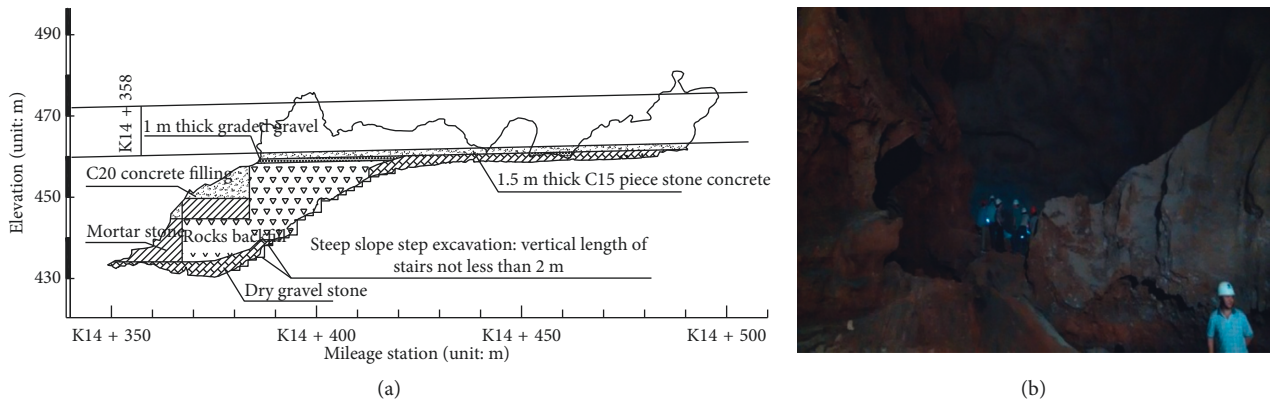 490
470
450
430
Elevation (unit: m)
K14 + 358
1 m thick graded gravel
C20 concrete filling
1.5 m thick C15 piece stone concrete
Mortar stone
Rocks backfill
Steep slope step excavation: vertical length of
stairs not less than 2 m
Dry gravel stone
K14 + 350
K14 + 400
K14 + 450
K14 + 500
Mileage station (unit: m)
(a)
(b)